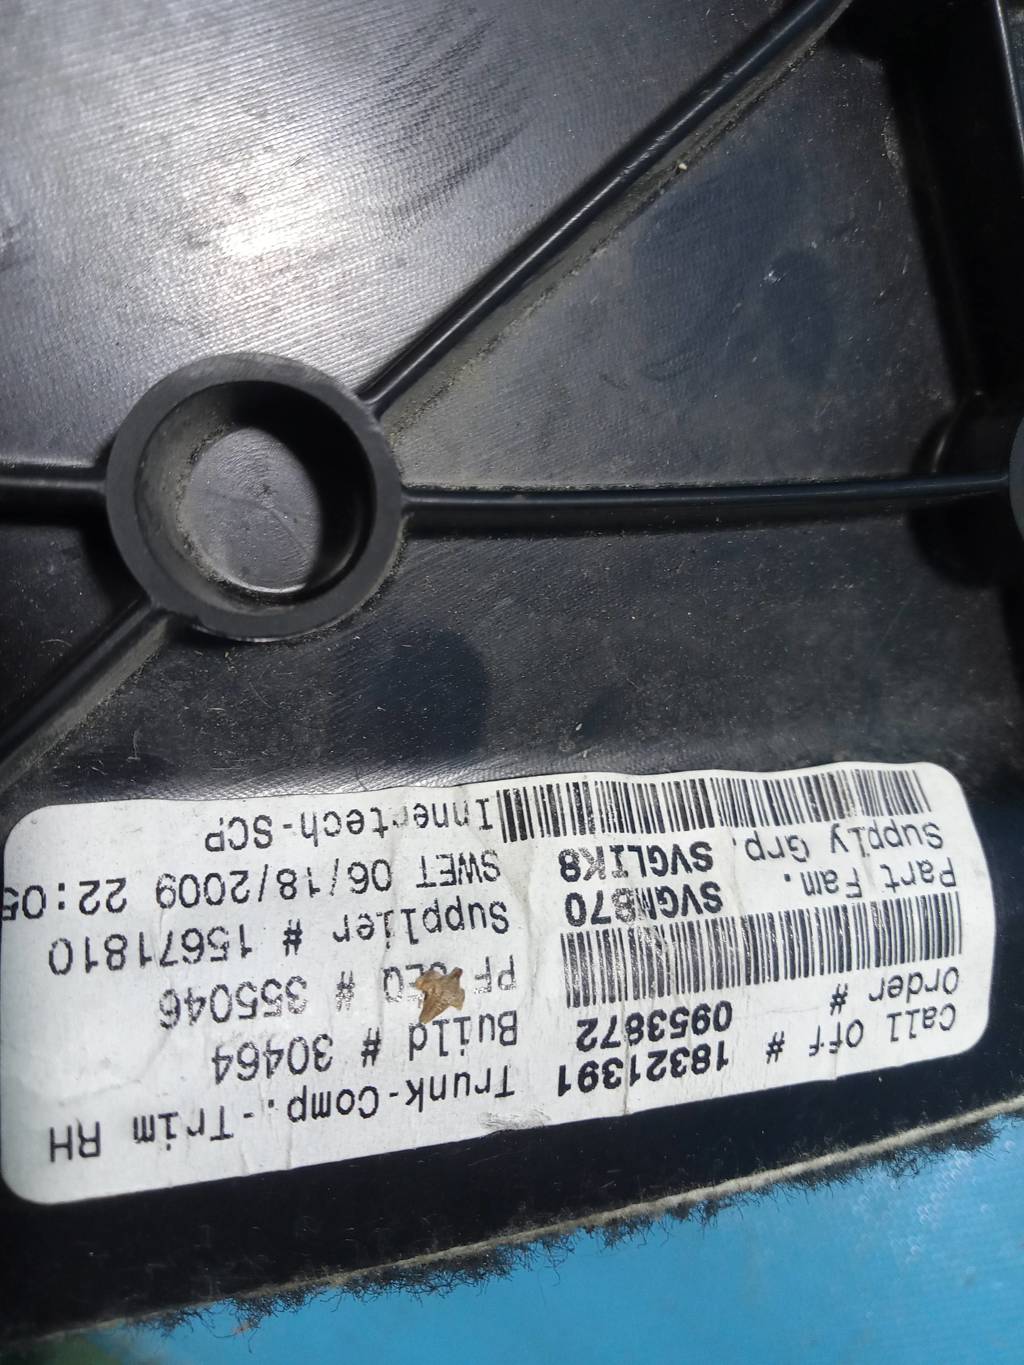 Call off # 18321391 Trunk-Comp.-Trim RH
Order # 0953872 Build # 30464
PF # 355046
Supplier # 15671810
Part Fam. SVGMB70 SWET 06/18/2009 22:05
Supply Grp. SVGLIK8 Innertech-SCP